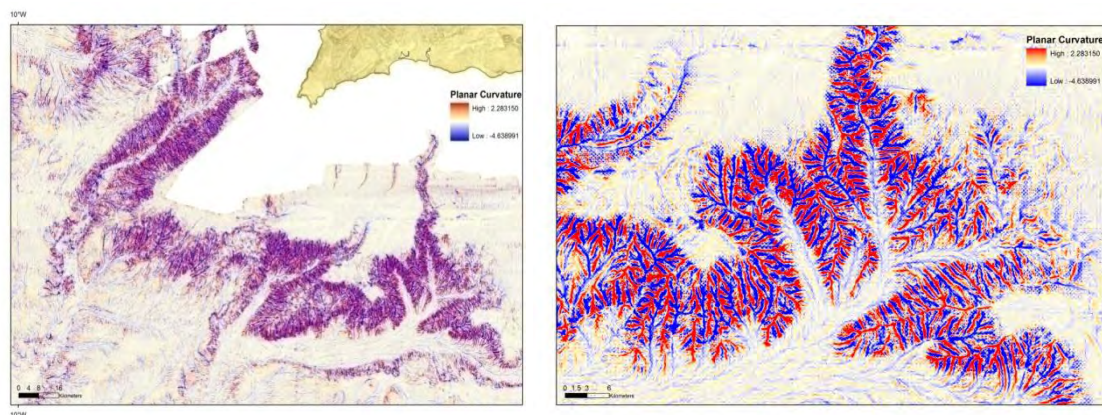 10°W
Planar Curvature
High : 2.283150
Low : -4.638991
0 4 8 16
Kilometers
10°W
Planar Curvature
High : 2.283150
Low : -4.638991
0 1.5 3 6
Kilometers